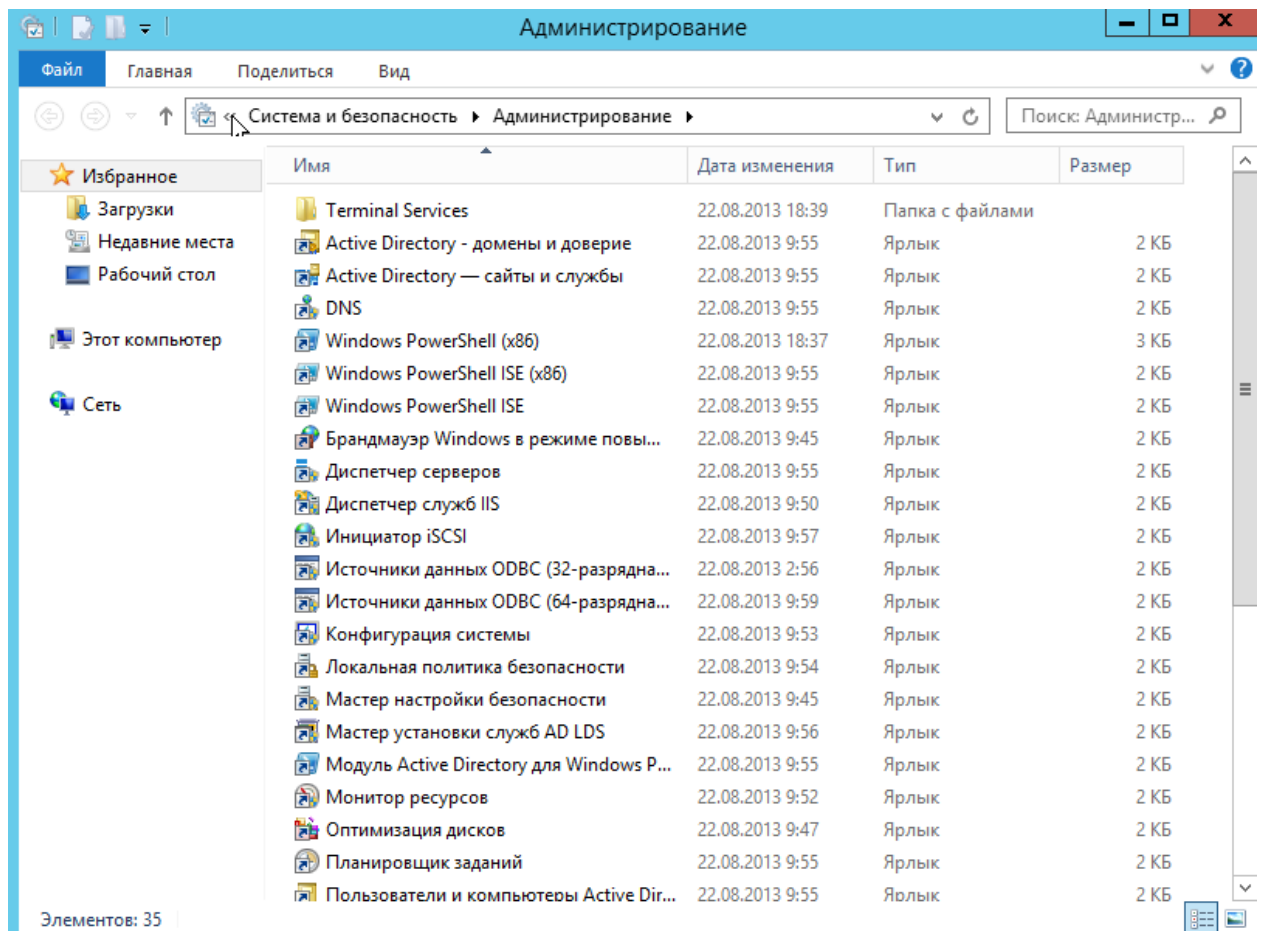 Администрирование
Файл Главная Поделиться Вид
« Система и безопасность Администрирование Поиск: Администр...
Избранное
Загрузки
Недавние места
Рабочий стол
Этот компьютер
Сеть
Имя Дата изменения Тип Размер
Terminal Services 22.08.2013 18:39 Папка с файлами
Active Directory - домены и доверие 22.08.2013 9:55 Ярлык 2 КБ
Active Directory — сайты и службы 22.08.2013 9:55 Ярлык 2 КБ
DNS 22.08.2013 9:55 Ярлык 2 КБ
Windows PowerShell (x86) 22.08.2013 18:37 Ярлык 3 КБ
Windows PowerShell ISE (x86) 22.08.2013 9:55 Ярлык 2 КБ
Windows PowerShell ISE 22.08.2013 9:55 Ярлык 2 КБ
Брандмауэр Windows в режиме повы... 22.08.2013 9:45 Ярлык 2 КБ
Диспетчер серверов 22.08.2013 9:55 Ярлык 2 КБ
Диспетчер служб IIS 22.08.2013 9:50 Ярлык 2 КБ
Инициатор iSCSI 22.08.2013 9:57 Ярлык 2 КБ
Источники данных ODBC (32-разрядна... 22.08.2013 2:56 Ярлык 2 КБ
Источники данных ODBC (64-разрядна... 22.08.2013 9:59 Ярлык 2 КБ
Конфигурация системы 22.08.2013 9:53 Ярлык 2 КБ
Локальная политика безопасности 22.08.2013 9:54 Ярлык 2 КБ
Мастер настройки безопасности 22.08.2013 9:45 Ярлык 2 КБ
Мастер установки служб AD LDS 22.08.2013 9:56 Ярлык 2 КБ
Модуль Active Directory для Windows P... 22.08.2013 9:55 Ярлык 2 КБ
Монитор ресурсов 22.08.2013 9:52 Ярлык 2 КБ
Оптимизация дисков 22.08.2013 9:47 Ярлык 2 КБ
Планировщик заданий 22.08.2013 9:55 Ярлык 2 КБ
Пользователи и компьютеры Active Dir... 22.08.2013 9:55 Ярлык 2 КБ
Элементов: 35